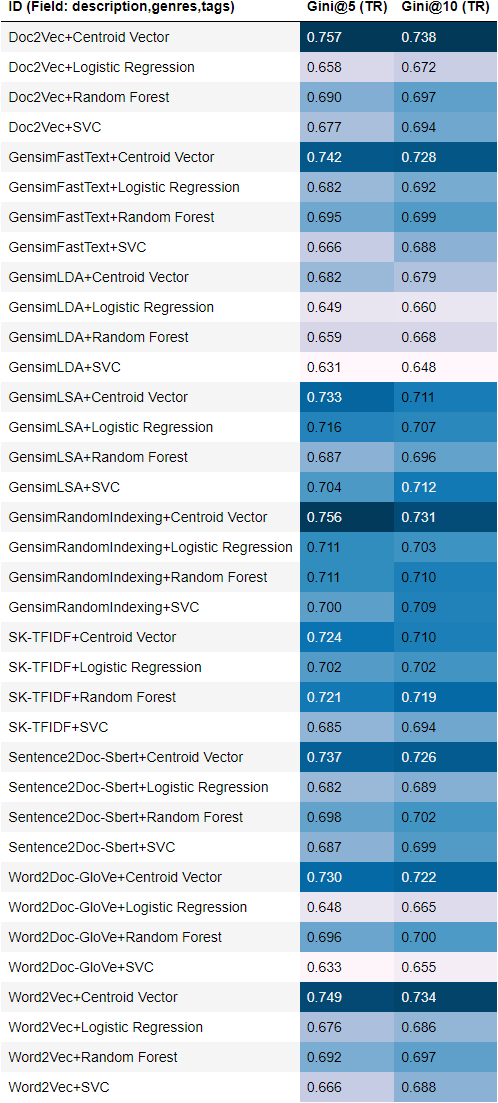 ID (Field: description,genres,tags) Gini@5 (TR) Gini@10 (TR)
Doc2Vec+Centroid Vector 0.757 0.738
Doc2Vec+Logistic Regression 0.658 0.672
Doc2Vec+Random Forest 0.690 0.697
Doc2Vec+SVC 0.677 0.694
GensimFastText+Centroid Vector 0.742 0.728
GensimFastText+Logistic Regression 0.682 0.692
GensimFastText+Random Forest 0.695 0.699
GensimFastText+SVC 0.666 0.688
GensimLDA+Centroid Vector 0.682 0.679
GensimLDA+Logistic Regression 0.649 0.660
GensimLDA+Random Forest 0.659 0.668
GensimLDA+SVC 0.631 0.648
GensimLSA+Centroid Vector 0.733 0.711
GensimLSA+Logistic Regression 0.716 0.707
GensimLSA+Random Forest 0.687 0.696
GensimLSA+SVC 0.704 0.712
GensimRandomIndexing+Centroid Vector 0.756 0.731
GensimRandomIndexing+Logistic Regression 0.711 0.703
GensimRandomIndexing+Random Forest 0.711 0.710
GensimRandomIndexing+SVC 0.700 0.709
SK-TFIDF+Centroid Vector 0.724 0.710
SK-TFIDF+Logistic Regression 0.702 0.702
SK-TFIDF+Random Forest 0.721 0.719
SK-TFIDF+SVC 0.685 0.694
Sentence2Doc-Sbert+Centroid Vector 0.737 0.726
Sentence2Doc-Sbert+Logistic Regression 0.682 0.689
Sentence2Doc-Sbert+Random Forest 0.698 0.702
Sentence2Doc-Sbert+SVC 0.687 0.699
Word2Doc-GloVe+Centroid Vector 0.730 0.722
Word2Doc-GloVe+Logistic Regression 0.648 0.665
Word2Doc-GloVe+Random Forest 0.696 0.700
Word2Doc-GloVe+SVC 0.633 0.655
Word2Vec+Centroid Vector 0.749 0.734
Word2Vec+Logistic Regression 0.676 0.686
Word2Vec+Random Forest 0.692 0.697
Word2Vec+SVC 0.666 0.688